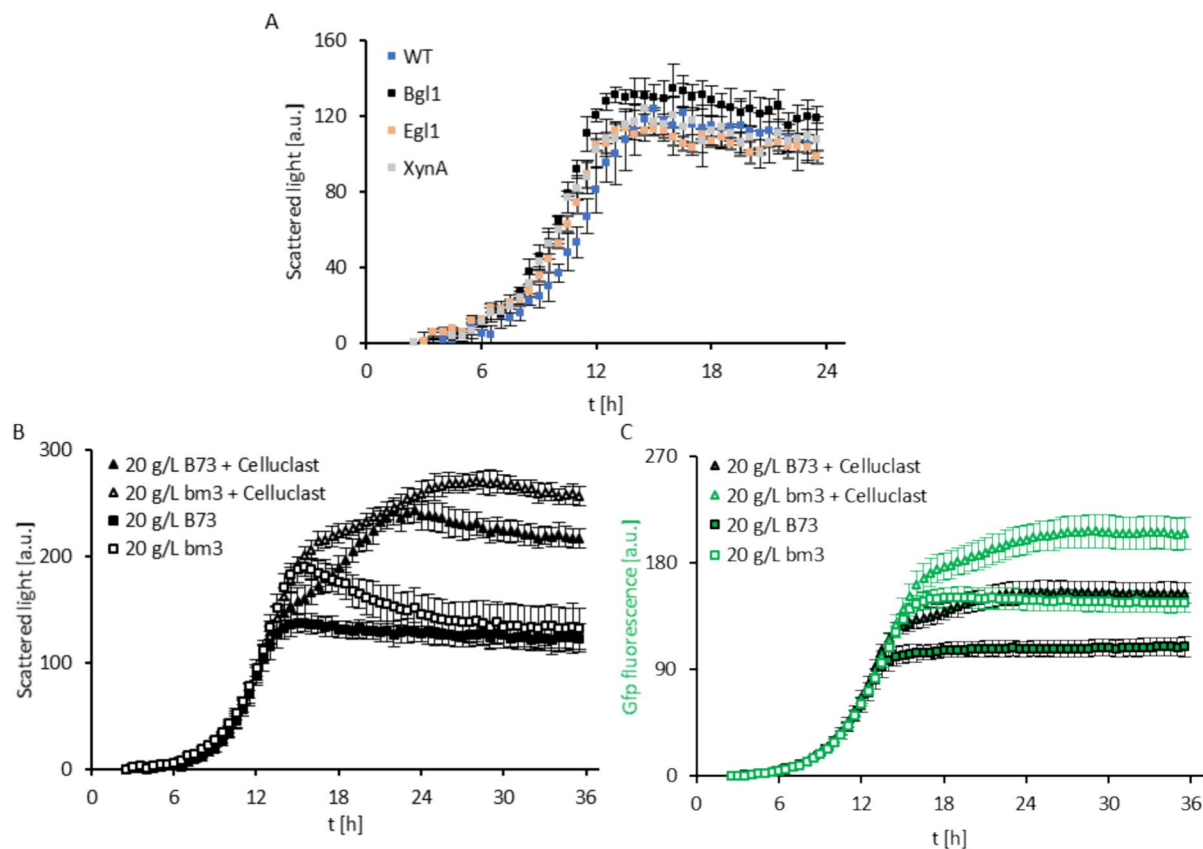 A
160
120
80
40
0
Scattered light [a.u.]
WT
Bgl1
Egl1
XynA
0 6 12 18 24
t [h]
B
300
200
100
0
Scattered light [a.u.]
20 g/L B73 + Celluclast
20 g/L bm3 + Celluclast
20 g/L B73
20 g/L bm3
0 6 12 18 24 30 36
t [h]
C
270
180
90
0
Gfp fluorescence [a.u.]
20 g/L B73 + Celluclast
20 g/L bm3 + Celluclast
20 g/L B73
20 g/L bm3
0 6 12 18 24 30 36
t [h]